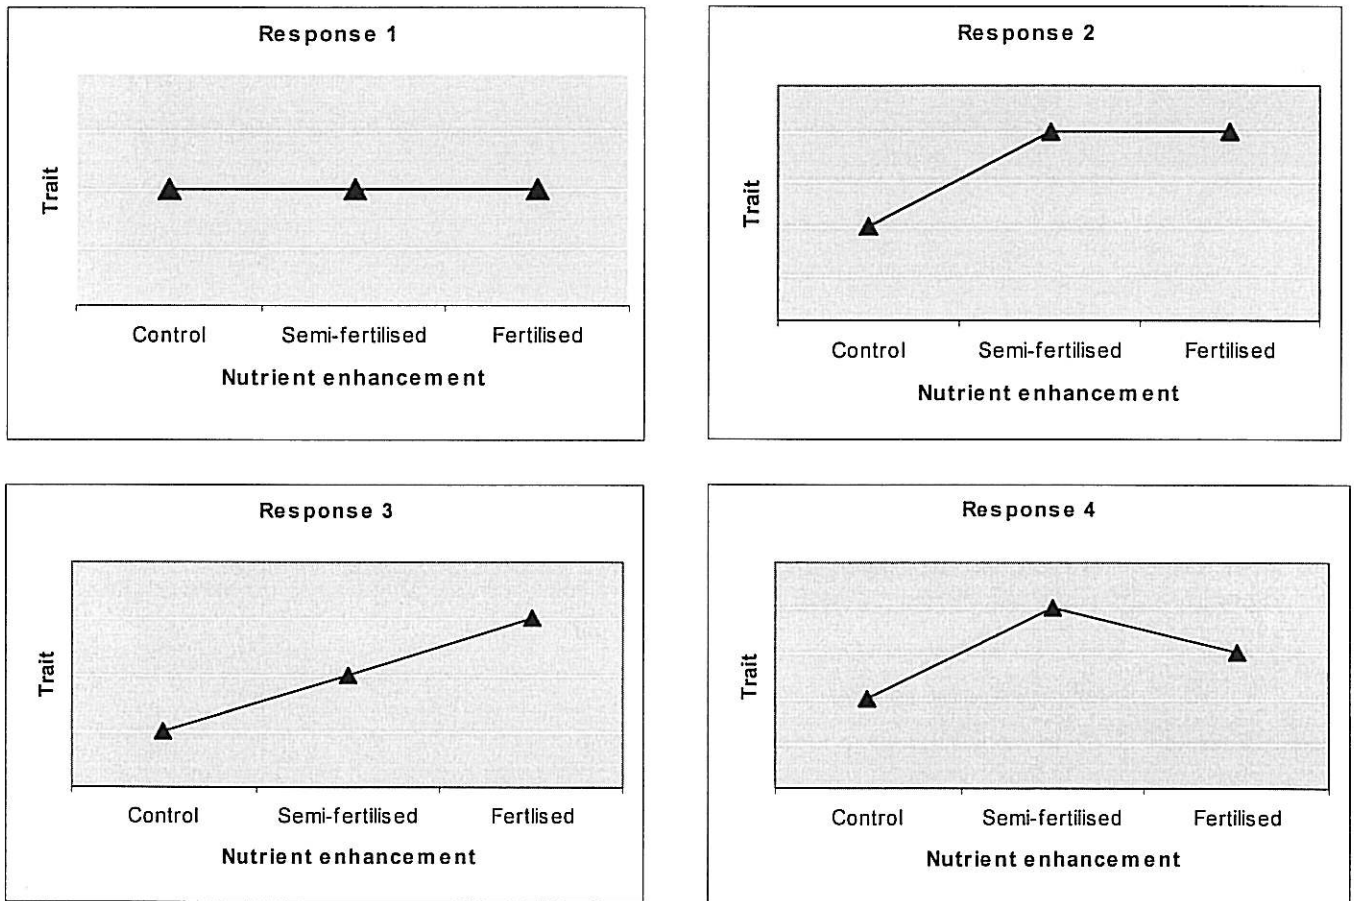 Response 1
Trait
Control Semi-fertilised Fertilised
Nutrient enhancement
Response 2
Trait
Control Semi-fertilised Fertilised
Nutrient enhancement
Response 3
Trait
Control Semi-fertilised Fertlised
Nutrient enhancement
Response 4
Trait
Control Semi-fertilised Fertilised
Nutrient enhancement